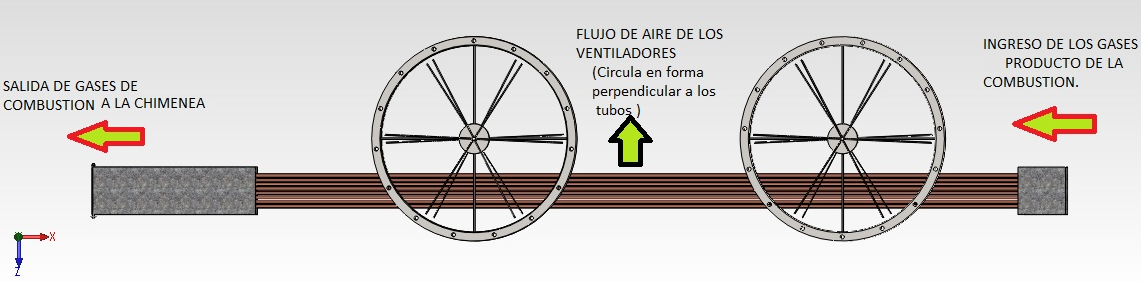 SALIDA DE GASES DE
COMBUSTION A LA CHIMENEA
FLUJO DE AIRE DE LOS
VENTILADORES
(Circula en forma
perpendicular a los
tubos )
INGRESO DE LOS GASES
PRODUCTO DE LA
COMBUSTION.
X
Z